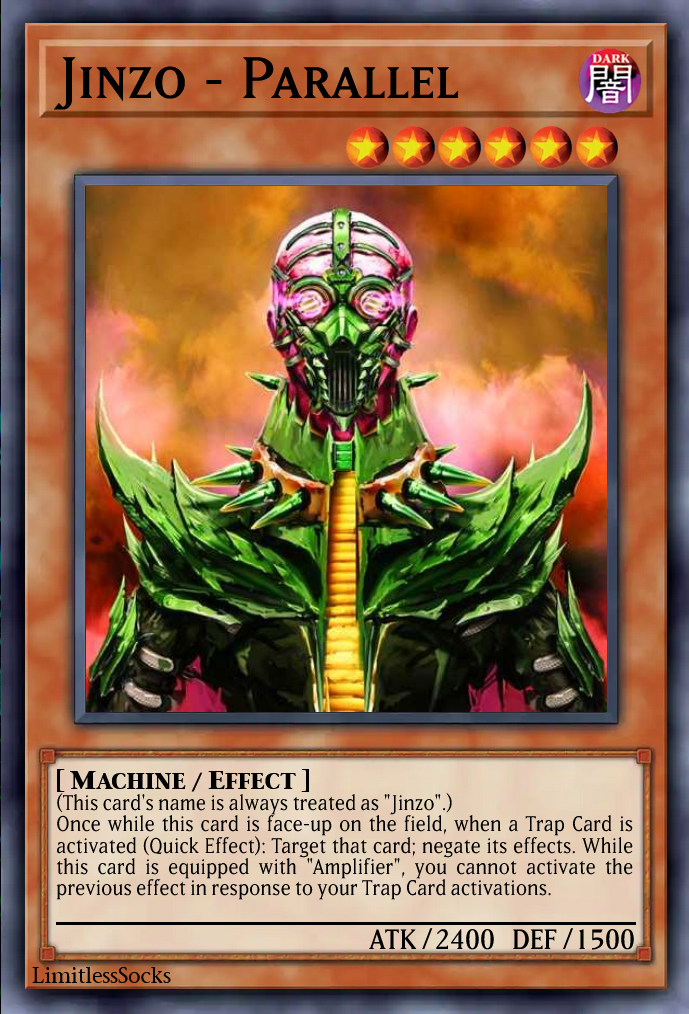 Jinzo - Parallel
DARK
闇
[ Machine / Effect ]
(This card's name is always treated as "Jinzo".)
Once while this card is face-up on the field, when a Trap Card is
activated (Quick Effect): Target that card; negate its effects. While
this card is equipped with "Amplifier", you cannot activate the
previous effect in response to your Trap Card activations.
ATK / 2400 DEF / 1500
LimitlessSocks